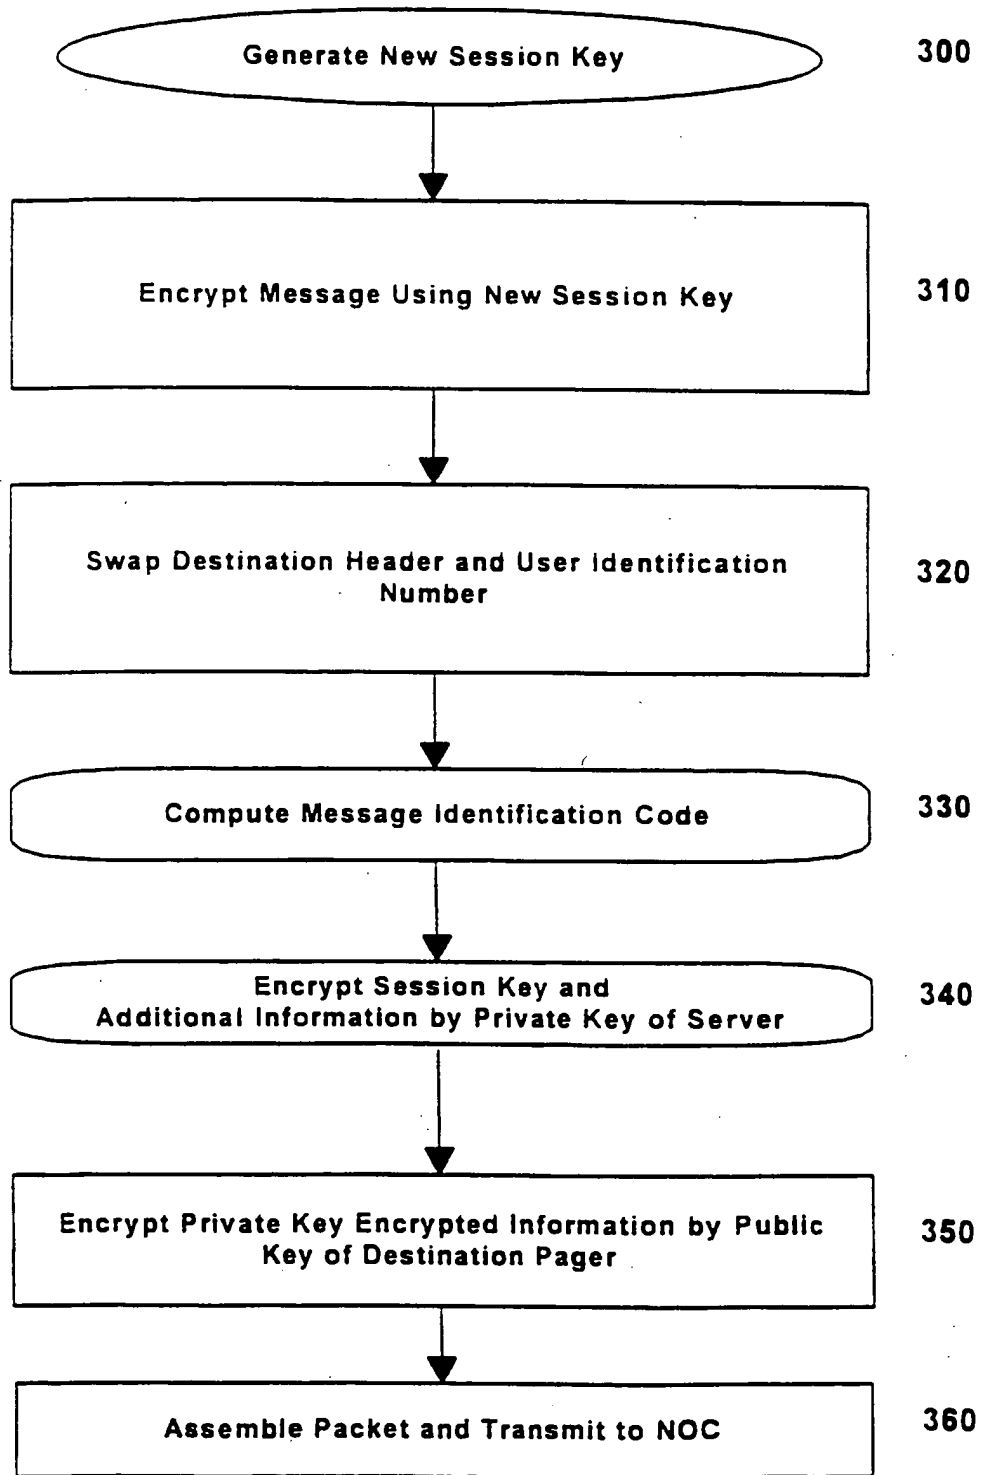 Generate New Session Key
300
Encrypt Message Using New Session Key
310
Swap Destination Header and User Identification
Number
320
Compute Message Identification Code
330
Encrypt Session Key and
Additional Information by Private Key of Server
340
Encrypt Private Key Encrypted Information by Public
Key of Destination Pager
350
Assemble Packet and Transmit to NOC
360